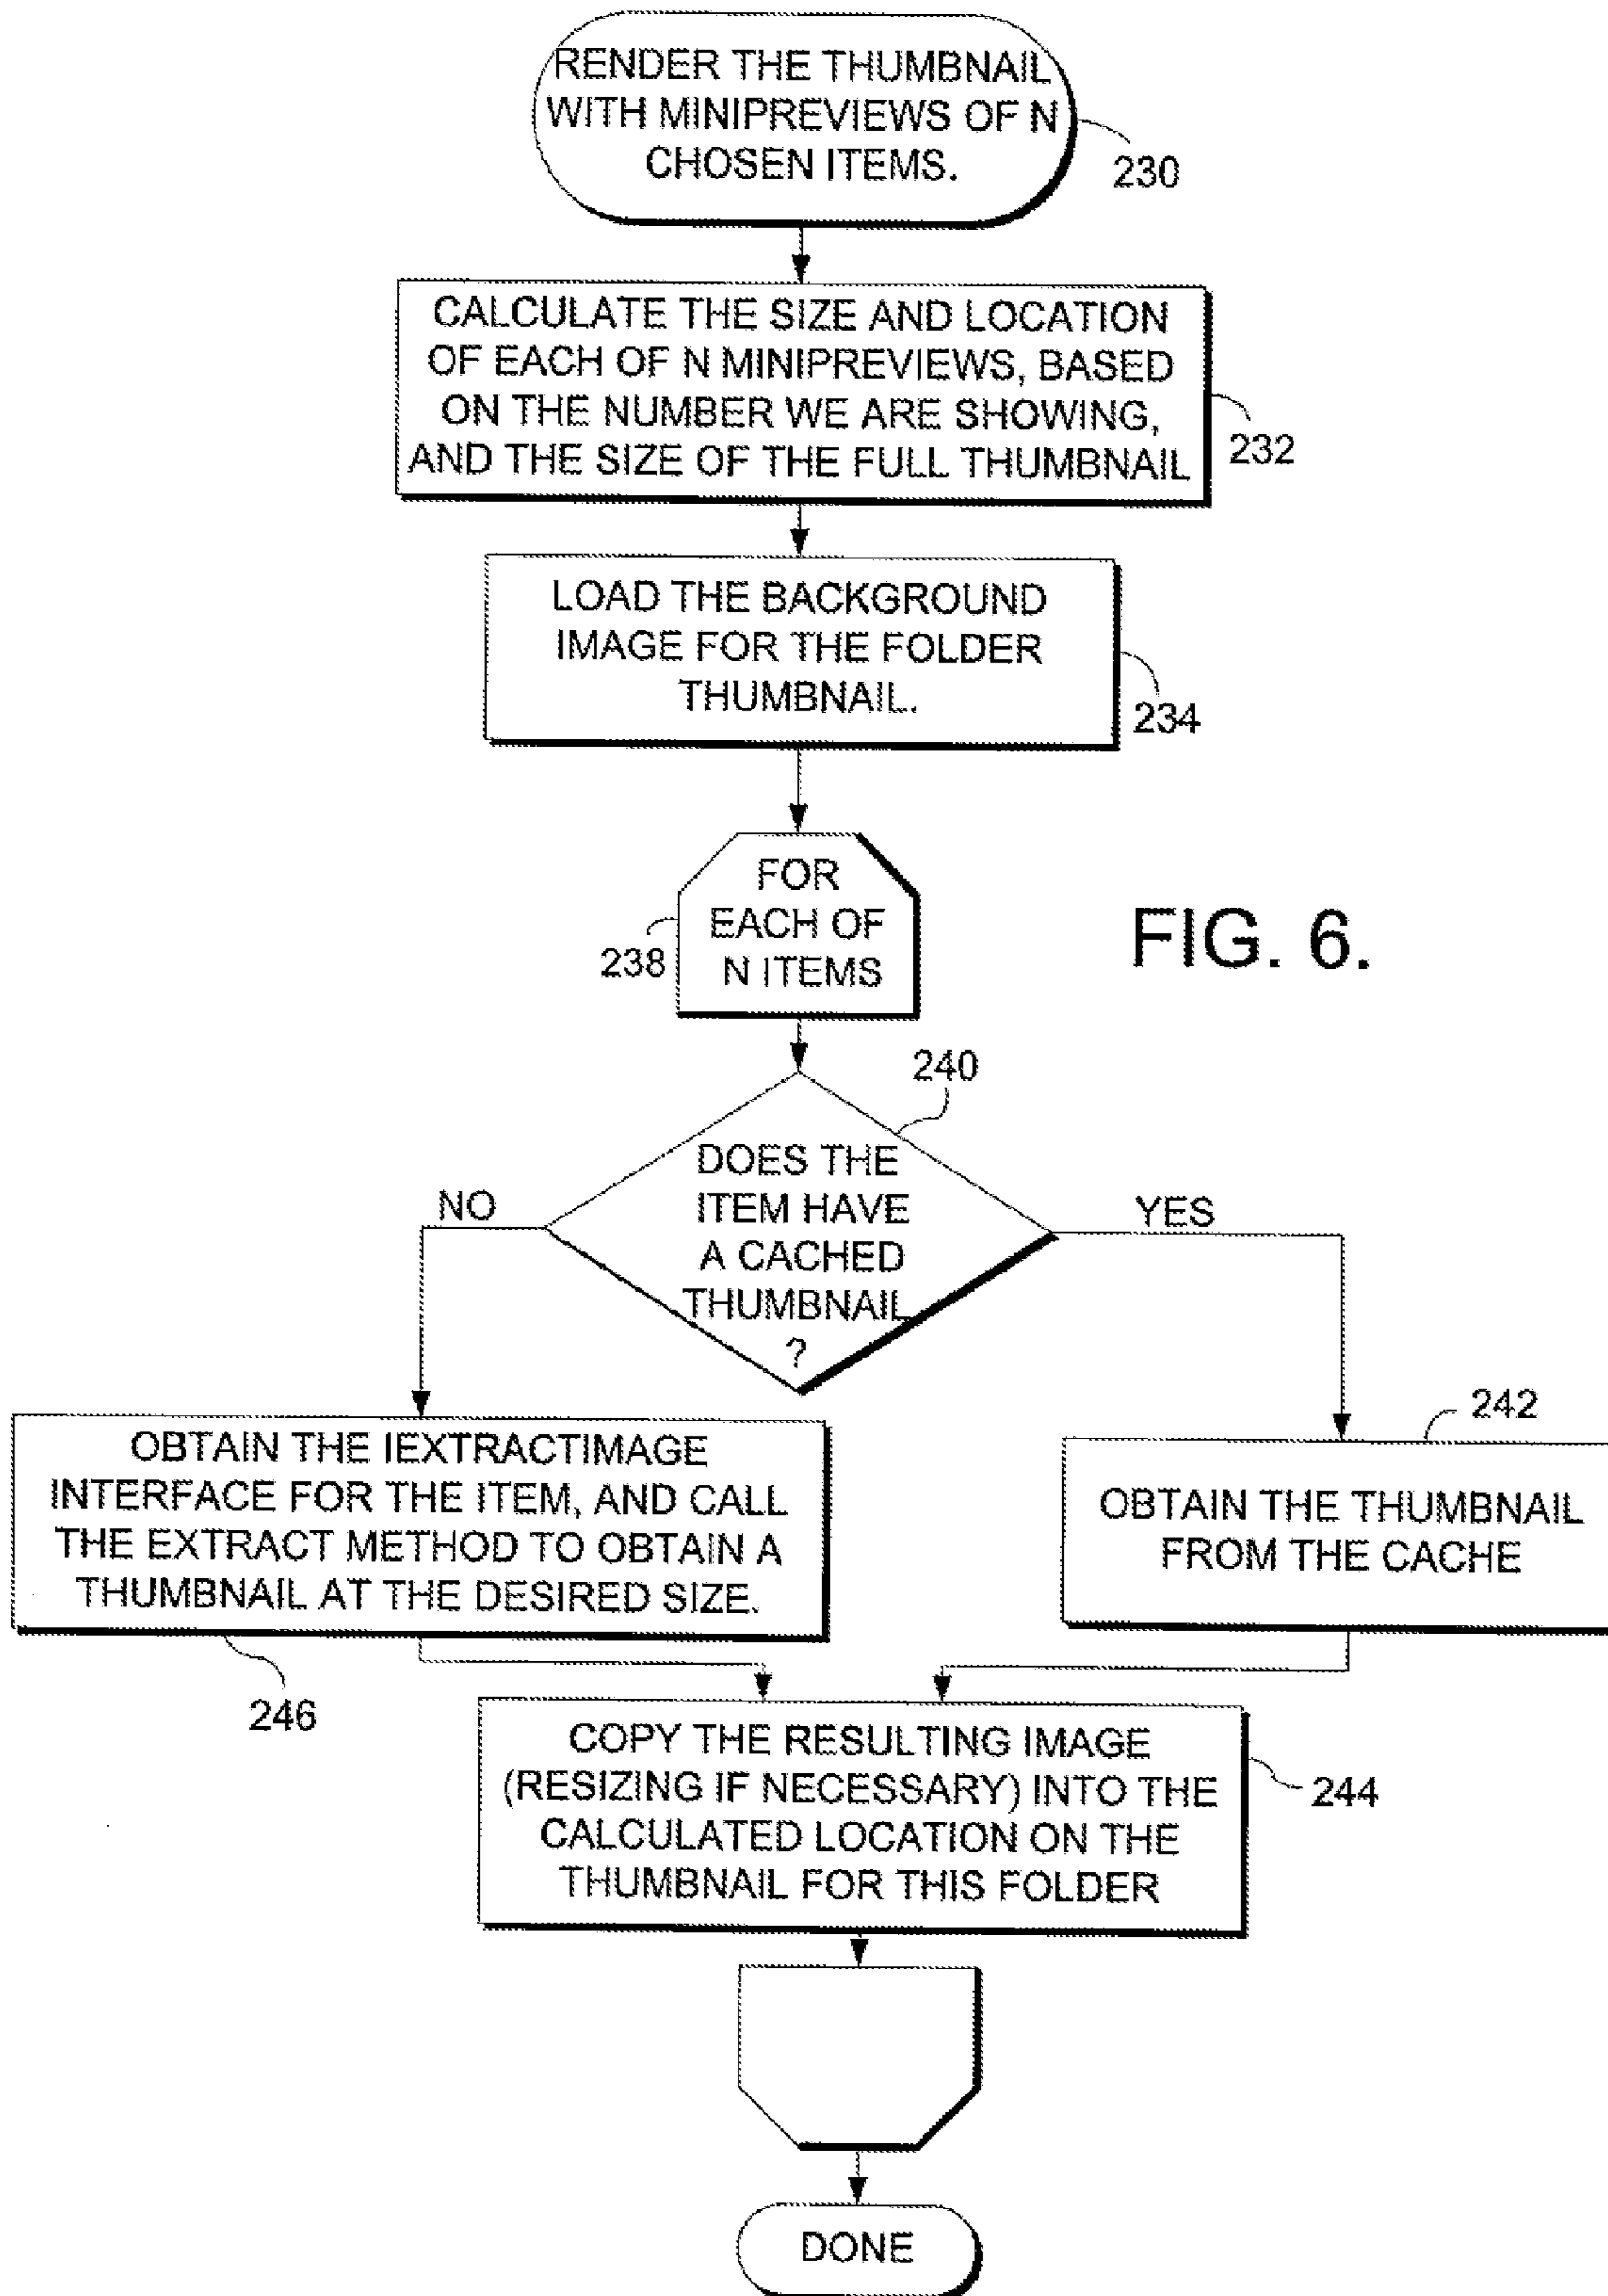 RENDER THE THUMBNAIL
WITH MINIPREVIEWS OF N
CHOSEN ITEMS.
230
CALCULATE THE SIZE AND LOCATION
OF EACH OF N MINIPREVIEWS, BASED
ON THE NUMBER WE ARE SHOWING,
AND THE SIZE OF THE FULL THUMBNAIL
232
LOAD THE BACKGROUND
IMAGE FOR THE FOLDER
THUMBNAIL.
234
FOR
EACH OF
N ITEMS
238
FIG. 6.
240
DOES THE
ITEM HAVE
A CACHED
THUMBNAIL
?
NO
YES
OBTAIN THE IEXTRACTIMAGE
INTERFACE FOR THE ITEM, AND CALL
THE EXTRACT METHOD TO OBTAIN A
THUMBNAIL AT THE DESIRED SIZE.
246
242
OBTAIN THE THUMBNAIL
FROM THE CACHE
COPY THE RESULTING IMAGE
(RESIZING IF NECESSARY) INTO THE
CALCULATED LOCATION ON THE
THUMBNAIL FOR THIS FOLDER
244
DONE